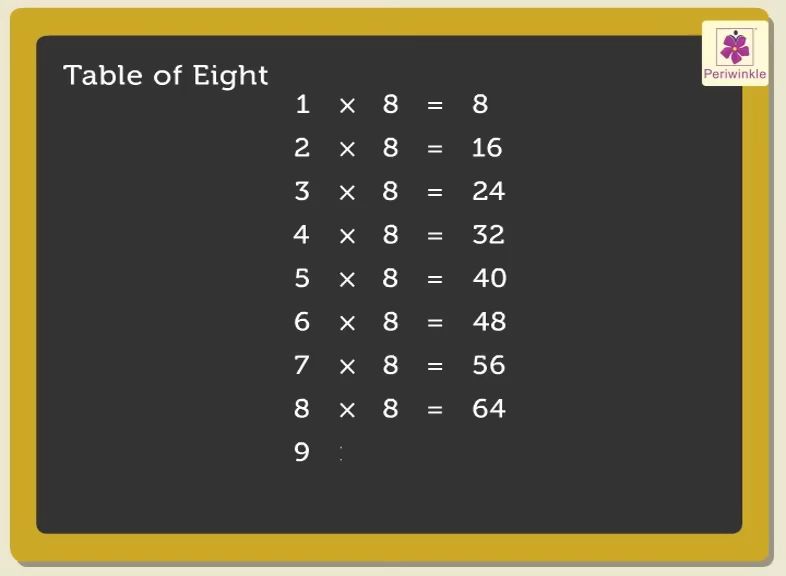 Periwinkle
Table of Eight
1 × 8 = 8
2 × 8 = 16
3 × 8 = 24
4 × 8 = 32
5 × 8 = 40
6 × 8 = 48
7 × 8 = 56
8 × 8 = 64
9